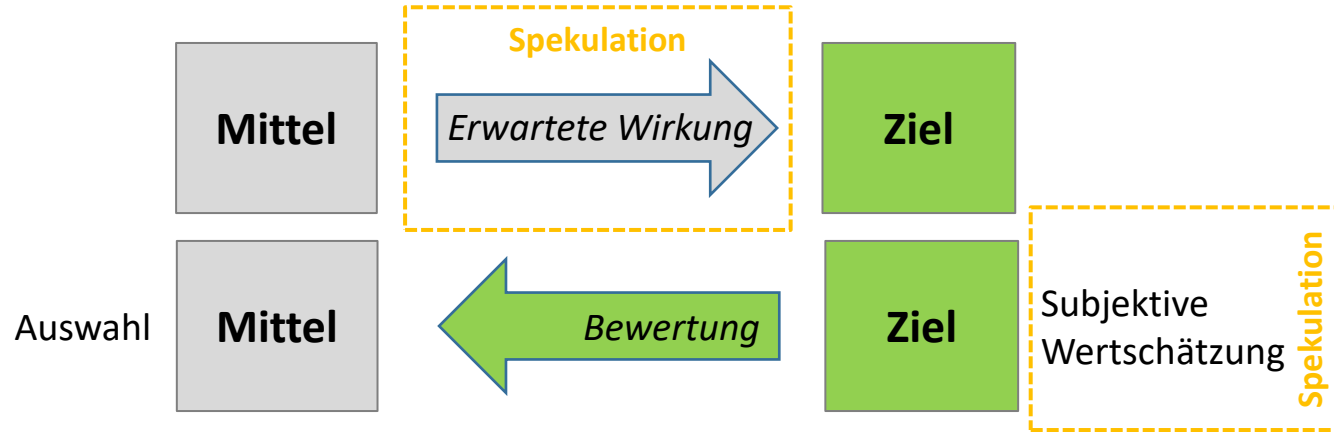 Spekulation
Mittel
Erwartete Wirkung
Ziel
Auswahl
Mittel
Bewertung
Ziel
Subjektive
Wertschätzung
Spekulation